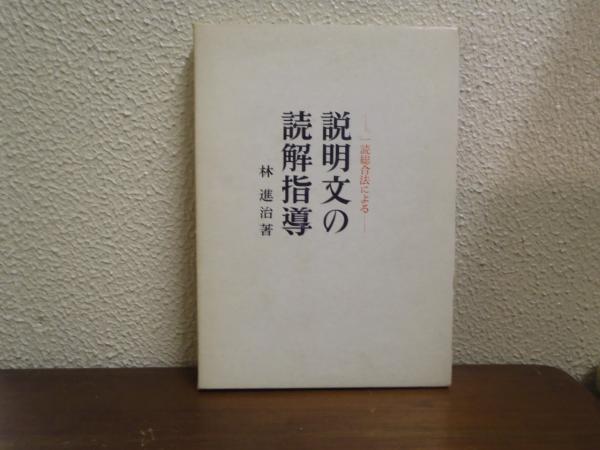 ―一読総合法による―
説明文の
読解指導
林 進治著